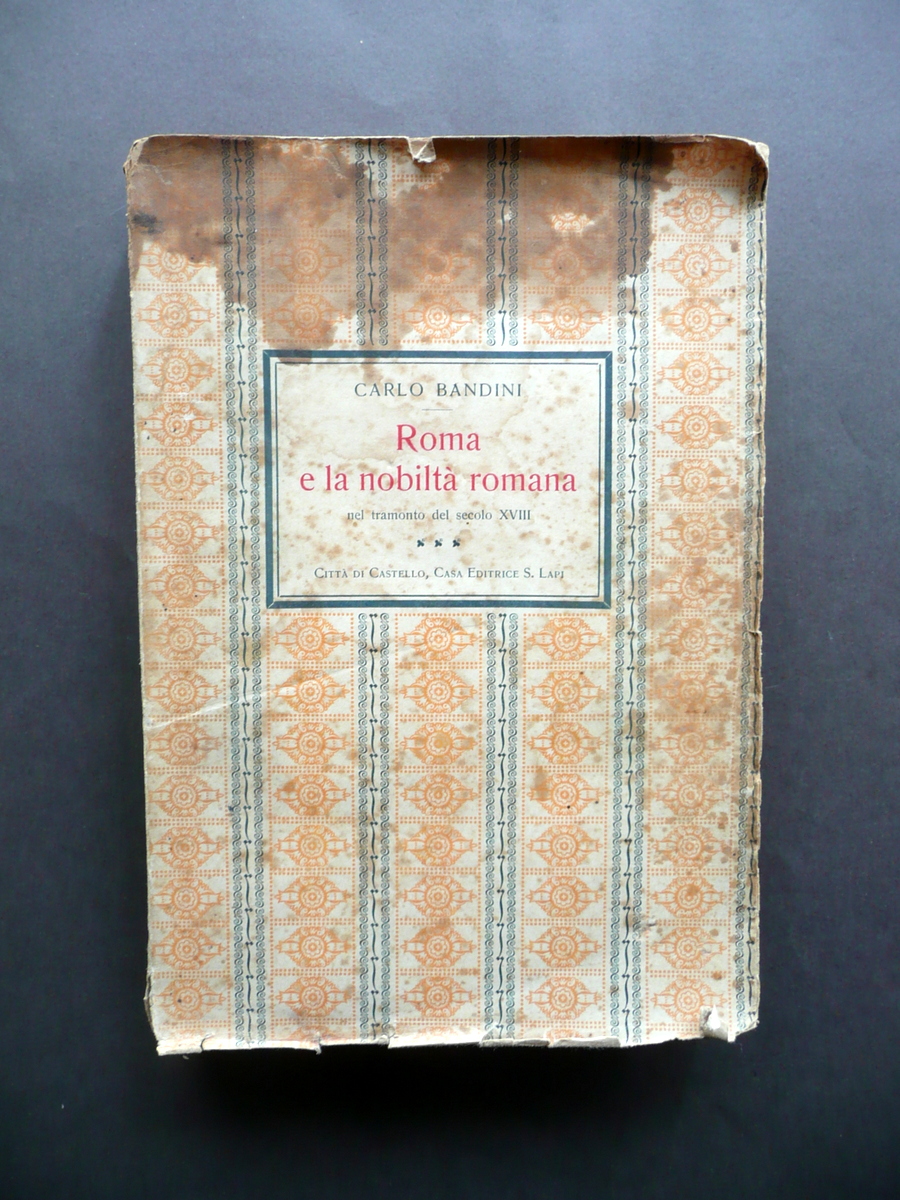 CARLO BANDINI
Roma
e la nobiltà romana
nel tramonto del secolo XVIII
CITTÀ DI CASTELLO, CASA EDITRICE S. LAPI